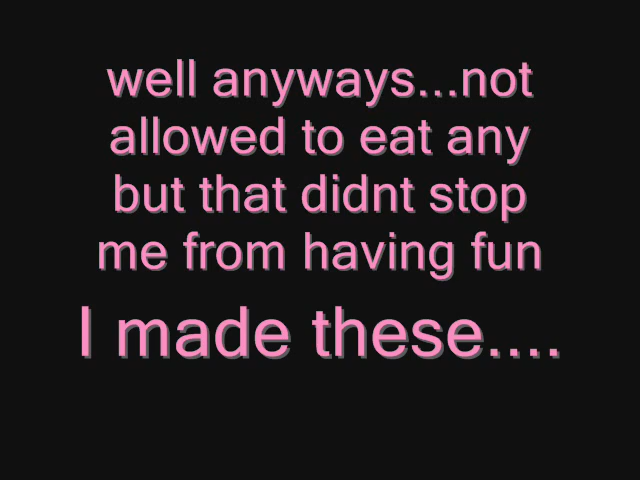 well anyways...not
allowed to eat any
but that didnt stop
me from having fun
I made these....